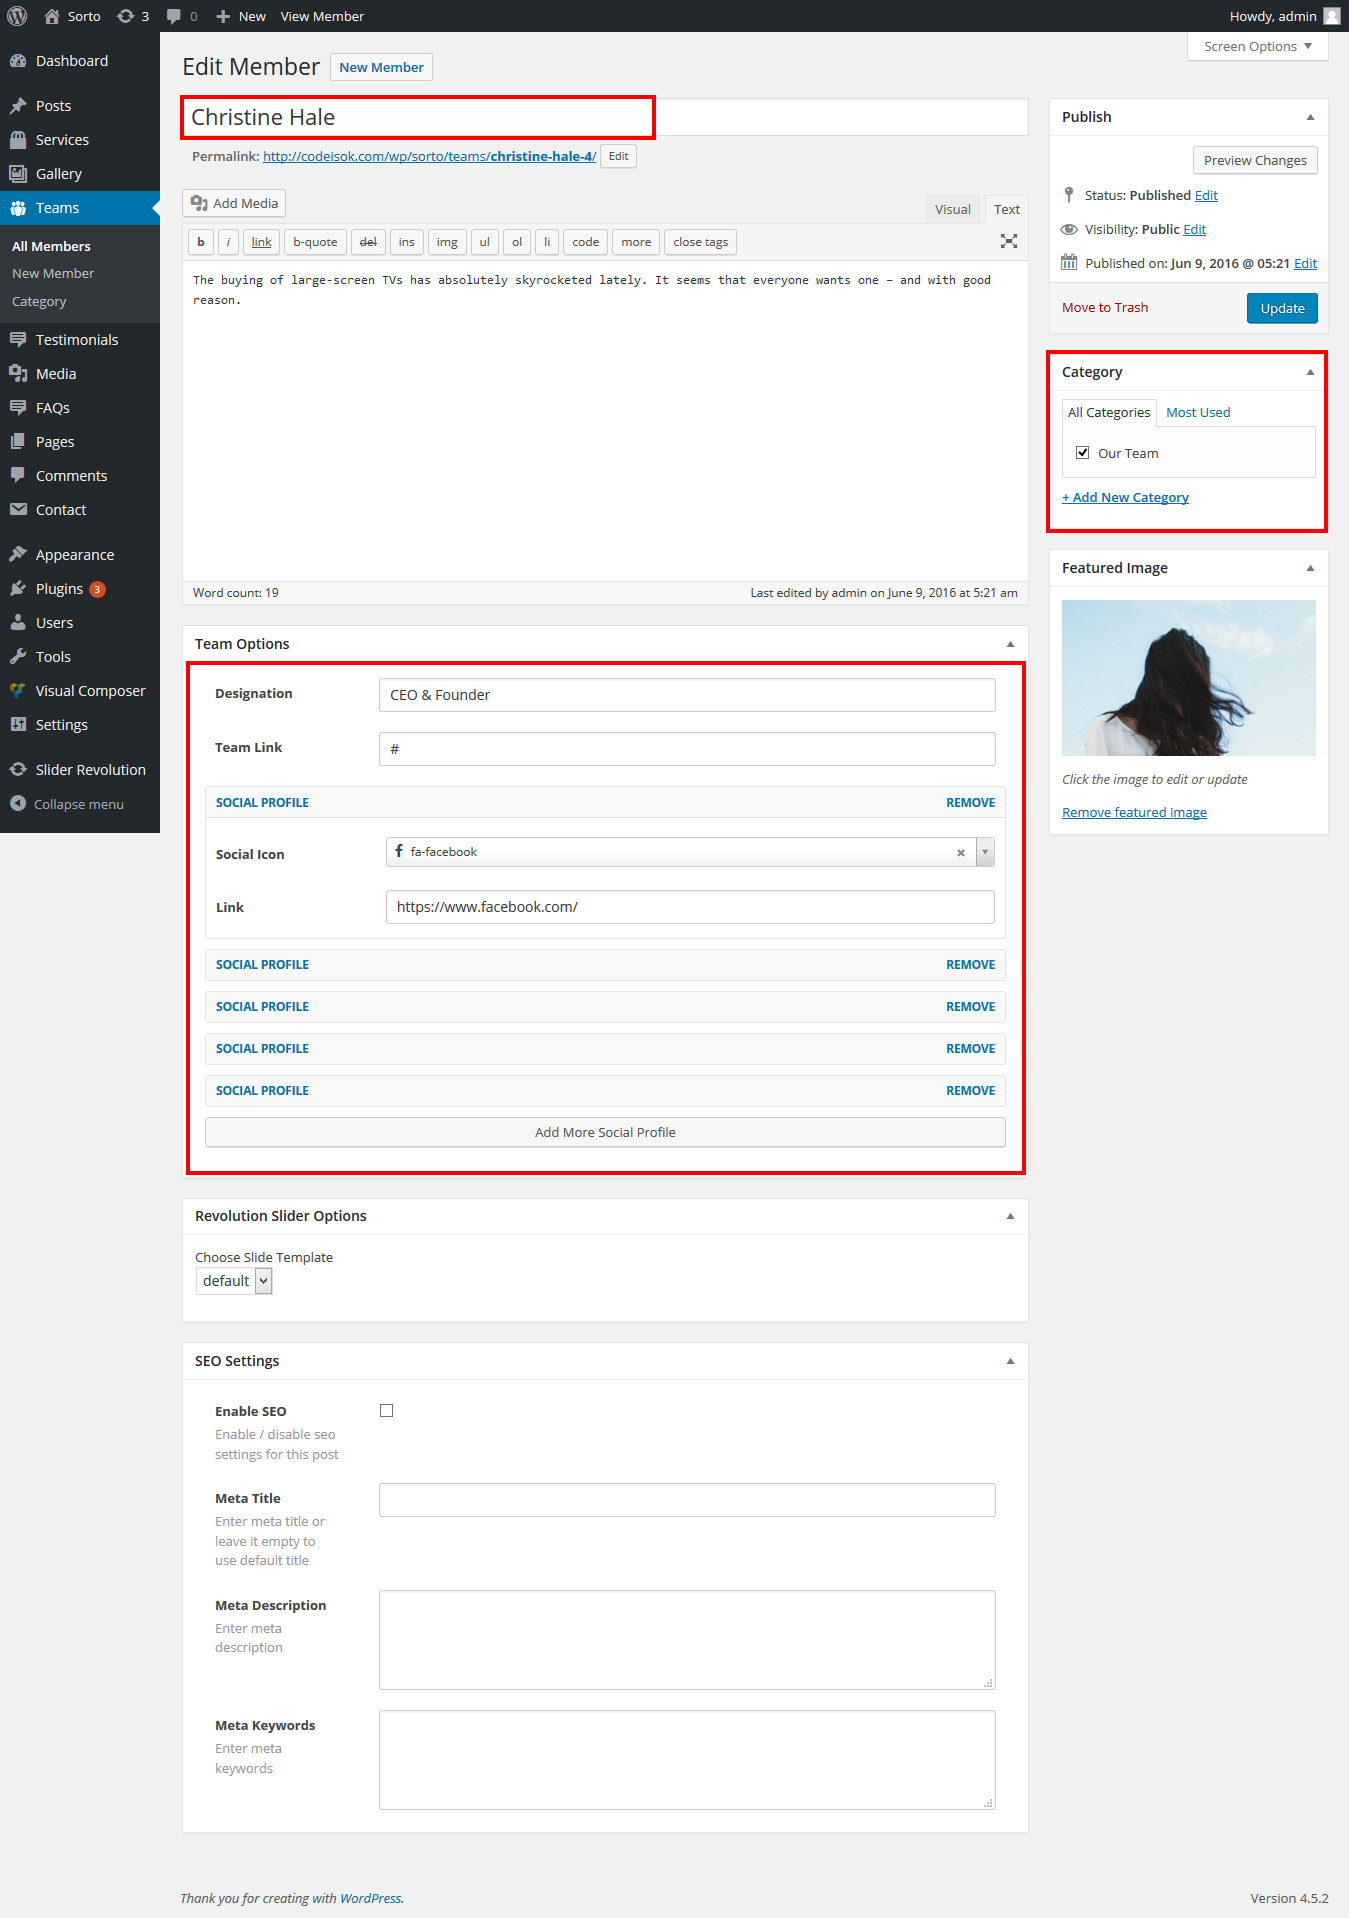 Sorto 3 0 New View Member Howdy, admin
Screen Options
Dashboard
Posts
Services
Gallery
Teams
All Members
New Member
Category
Testimonials
Media
FAQs
Pages
Comments
Contact
Appearance
Plugins 3
Users
Tools
Visual Composer
Settings
Slider Revolution
Collapse menu
Edit Member New Member
Christine Hale
Permalink: http://codeisok.com/wp/sorto/teams/christine-hale-4/ Edit
Add Media Visual Text
b i link b-quote del ins img ul ol li code more close tags
The buying of large-screen TVs has absolutely skyrocketed lately. It seems that everyone wants one – and with good
reason.
Word count: 19 Last edited by admin on June 9, 2016 at 5:21 am
Team Options
Designation CEO & Founder
Team Link #
SOCIAL PROFILE REMOVE
Social Icon fa-facebook
Link https://www.facebook.com/
SOCIAL PROFILE REMOVE
SOCIAL PROFILE REMOVE
SOCIAL PROFILE REMOVE
SOCIAL PROFILE REMOVE
Add More Social Profile
Revolution Slider Options
Choose Slide Template
default
SEO Settings
Enable SEO
Enable / disable seo
settings for this post
Meta Title
Enter meta title or
leave it empty to
use default title
Meta Description
Enter meta
description
Meta Keywords
Enter meta
keywords
Publish
Preview Changes
Status: Published Edit
Visibility: Public Edit
Published on: Jun 9, 2016 @ 05:21 Edit
Move to Trash Update
Category
All Categories Most Used
Our Team
+ Add New Category
Featured Image
Click the image to edit or update
Remove featured image
Thank you for creating with WordPress. Version 4.5.2